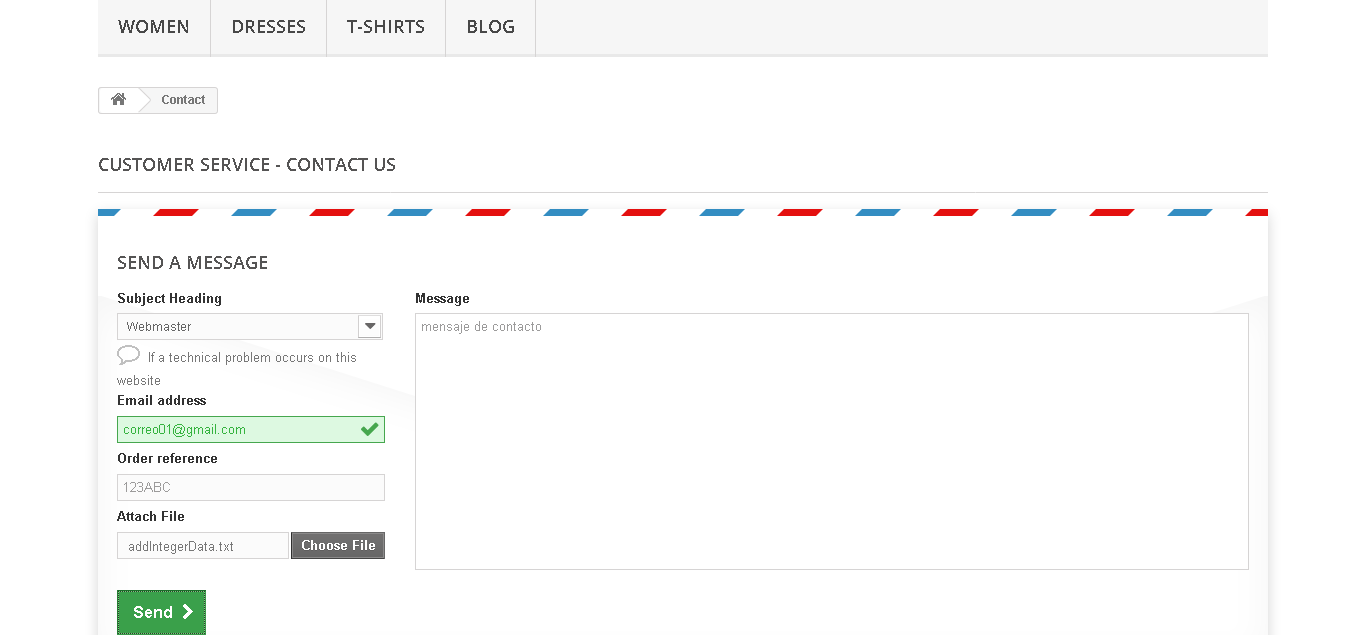 WOMEN DRESSES T-SHIRTS BLOG
Contact
CUSTOMER SERVICE - CONTACT US
SEND A MESSAGE
Subject Heading
Webmaster
If a technical problem occurs on this
website
Email address
correo01@gmail.com
Order reference
123ABC
Attach File
addIntegerData.txt Choose File
Send
Message
mensaje de contacto